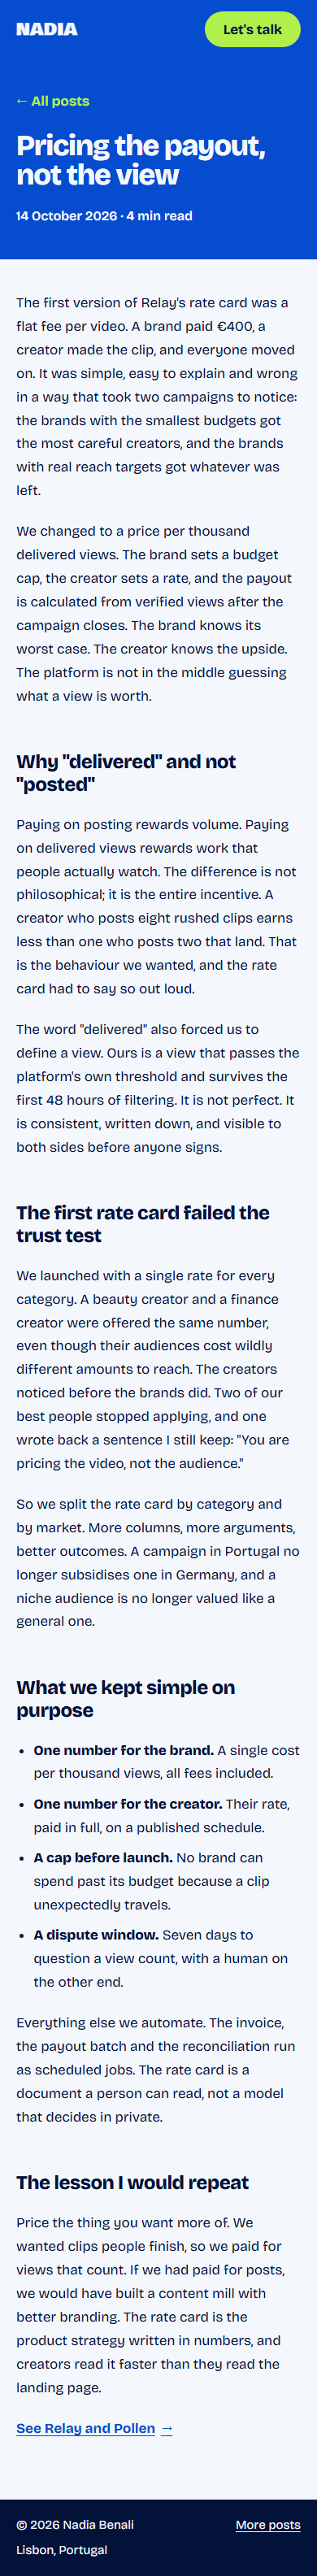 NADIA
Let's talk
← All posts
Pricing the payout,
not the view
14 October 2026 · 4 min read
The first version of Relay's rate card was a
flat fee per video. A brand paid €400, a
creator made the clip, and everyone moved
on. It was simple, easy to explain and wrong
in a way that took two campaigns to notice:
the brands with the smallest budgets got
the most careful creators, and the brands
with real reach targets got whatever was
left.
We changed to a price per thousand
delivered views. The brand sets a budget
cap, the creator sets a rate, and the payout
is calculated from verified views after the
campaign closes. The brand knows its
worst case. The creator knows the upside.
The platform is not in the middle guessing
what a view is worth.
Why "delivered" and not
"posted"
Paying on posting rewards volume. Paying
on delivered views rewards work that
people actually watch. The difference is not
philosophical; it is the entire incentive. A
creator who posts eight rushed clips earns
less than one who posts two that land. That
is the behaviour we wanted, and the rate
card had to say so out loud.
The word "delivered" also forced us to
define a view. Ours is a view that passes the
platform's own threshold and survives the
first 48 hours of filtering. It is not perfect. It
is consistent, written down, and visible to
both sides before anyone signs.
The first rate card failed the
trust test
We launched with a single rate for every
category. A beauty creator and a finance
creator were offered the same number,
even though their audiences cost wildly
different amounts to reach. The creators
noticed before the brands did. Two of our
best people stopped applying, and one
wrote back a sentence I still keep: "You are
pricing the video, not the audience."
So we split the rate card by category and
by market. More columns, more arguments,
better outcomes. A campaign in Portugal no
longer subsidises one in Germany, and a
niche audience is no longer valued like a
general one.
What we kept simple on
purpose
• One number for the brand. A single cost
per thousand views, all fees included.
• One number for the creator. Their rate,
paid in full, on a published schedule.
• A cap before launch. No brand can
spend past its budget because a clip
unexpectedly travels.
• A dispute window. Seven days to
question a view count, with a human on
the other end.
Everything else we automate. The invoice,
the payout batch and the reconciliation run
as scheduled jobs. The rate card is a
document a person can read, not a model
that decides in private.
The lesson I would repeat
Price the thing you want more of. We
wanted clips people finish, so we paid for
views that count. If we had paid for posts,
we would have built a content mill with
better branding. The rate card is the
product strategy written in numbers, and
creators read it faster than they read the
landing page.
See Relay and Pollen →
© 2026 Nadia Benali
More posts
Lisbon, Portugal